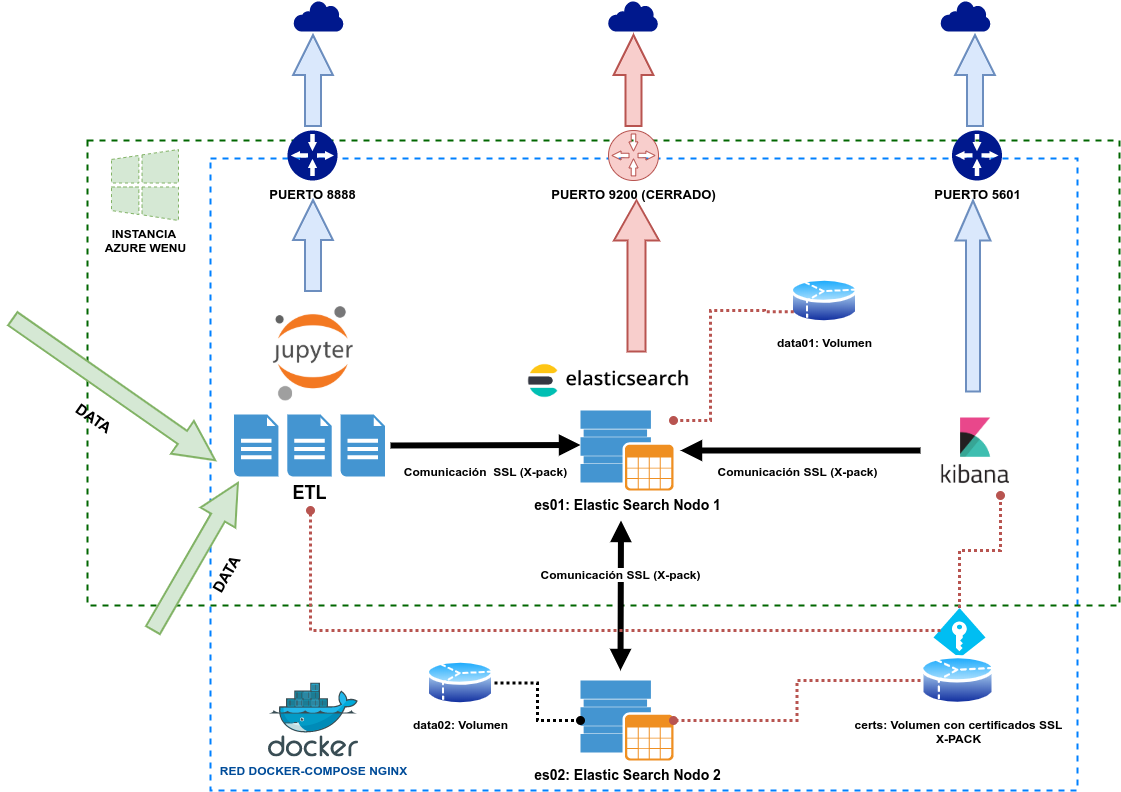 PUERTO 8888
PUERTO 9200 (CERRADO)
PUERTO 5601
INSTANCIA
AZURE WENU
jupyter
data01: Volumen
elasticsearch
DATA
Comunicación SSL (X-pack)
Comunicación SSL (X-pack)
kibana
ETL
es01: Elastic Search Nodo 1
DATA
Comunicación SSL (X-pack)
data02: Volumen
certs: Volumen con certificados SSL
X-PACK
docker
RED DOCKER-COMPOSE NGINX
es02: Elastic Search Nodo 2